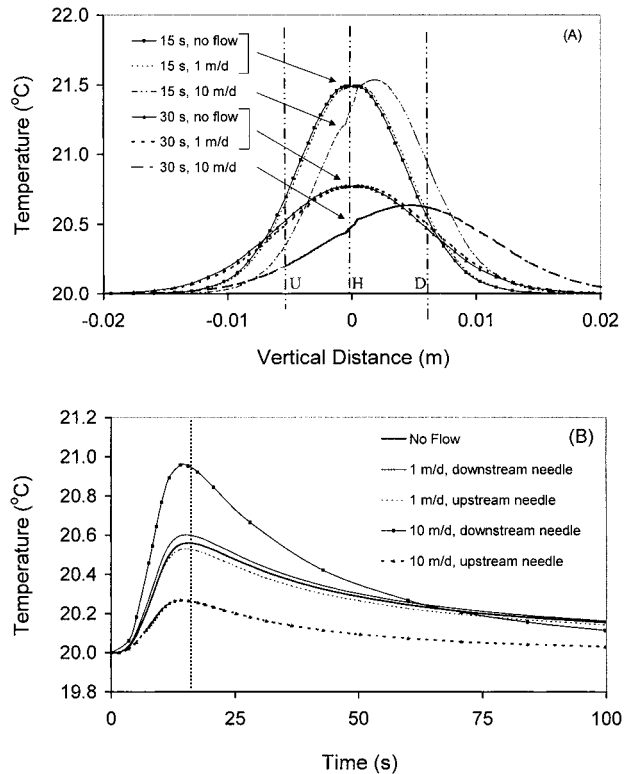 22.0
(A)
15 s, no flow
15 s, 1 m/d
15 s, 10 m/d
30 s, no flow
30 s, 1 m/d
30 s, 10 m/d
21.5
21.0
20.5
20.0
Temperature (°C)
U
H
D
-0.02
-0.01
0
0.01
0.02
Vertical Distance (m)
21.2
(B)
No Flow
1 m/d, downstream needle
1 m/d, upstream needle
10 m/d, downstream needle
10 m/d, upstream needle
21.0
20.8
20.6
20.4
20.2
20.0
19.8
Temperature (°C)
0
25
50
75
100
Time (s)